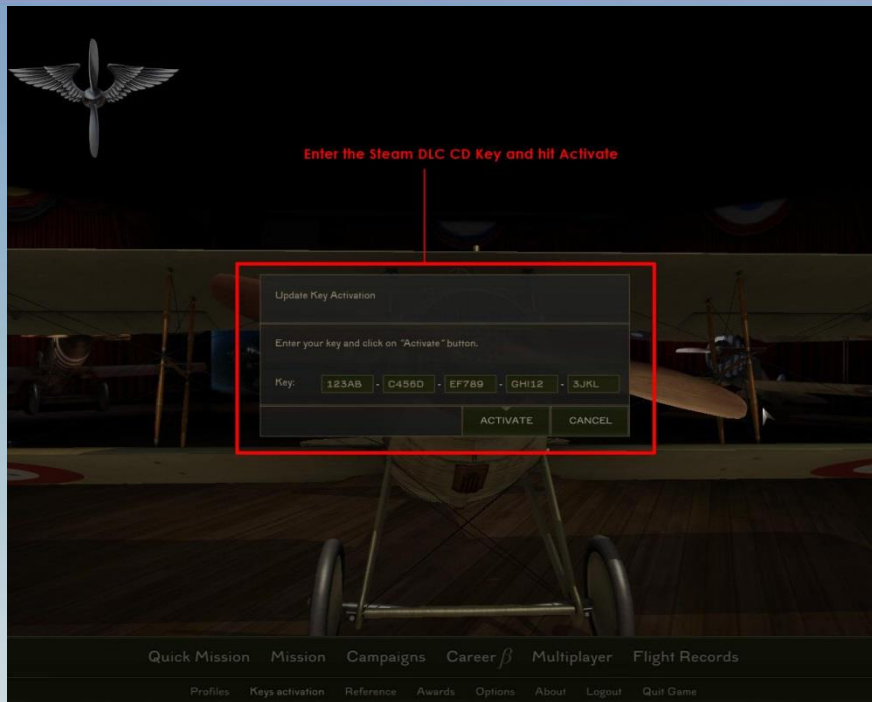 Enter the Steam DLC CD Key and hit Activate
Update Key Activation
Enter your key and click on "Activate" button.
Key: 123AB - C456D - EF789 - GHI12 - 3JKL
ACTIVATE CANCEL
Quick Mission Mission Campaigns Career β Multiplayer Flight Records
Profiles Keys activation Reference Awards Options About Logout Quit Game